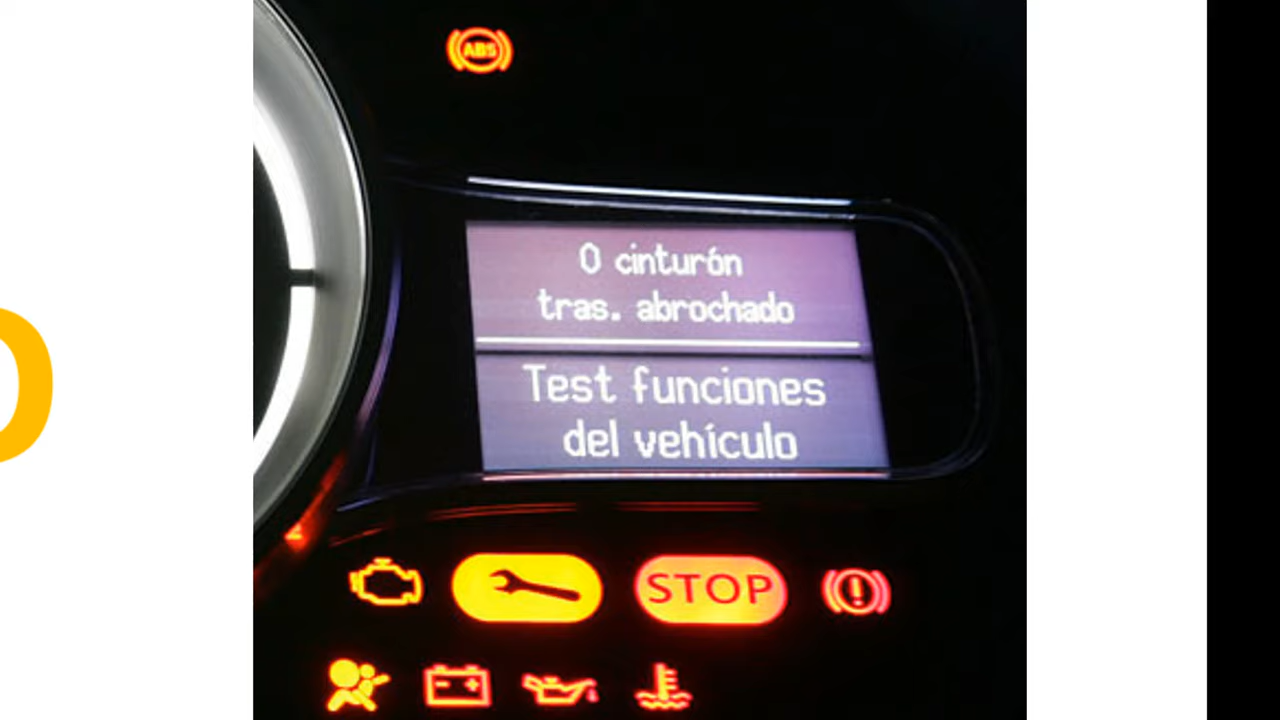 ABS
0 cinturón
tras. abrochado
Test funciones
del vehículo
STOP